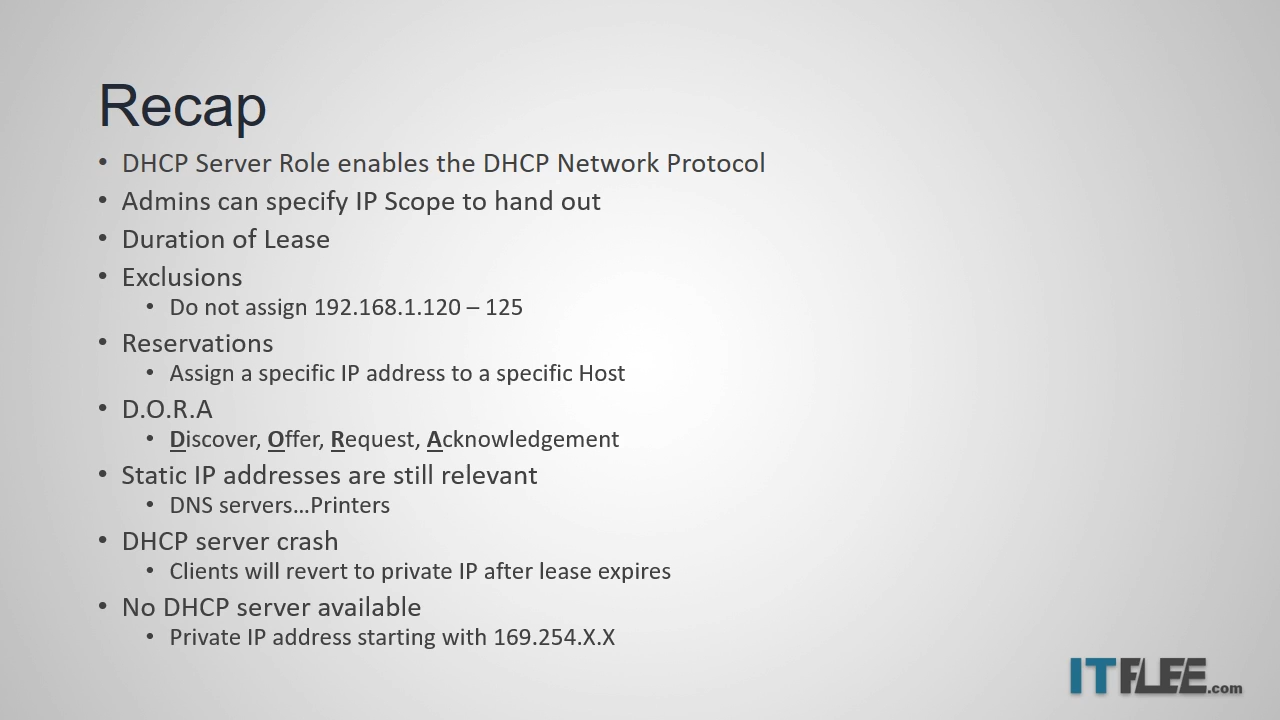 Recap
• DHCP Server Role enables the DHCP Network Protocol
• Admins can specify IP Scope to hand out
• Duration of Lease
• Exclusions
• Do not assign 192.168.1.120 – 125
• Reservations
• Assign a specific IP address to a specific Host
• D.O.R.A
• Discover, Offer, Request, Acknowledgement
• Static IP addresses are still relevant
• DNS servers…Printers
• DHCP server crash
• Clients will revert to private IP after lease expires
• No DHCP server available
• Private IP address starting with 169.254.X.X
ITFLEE.com